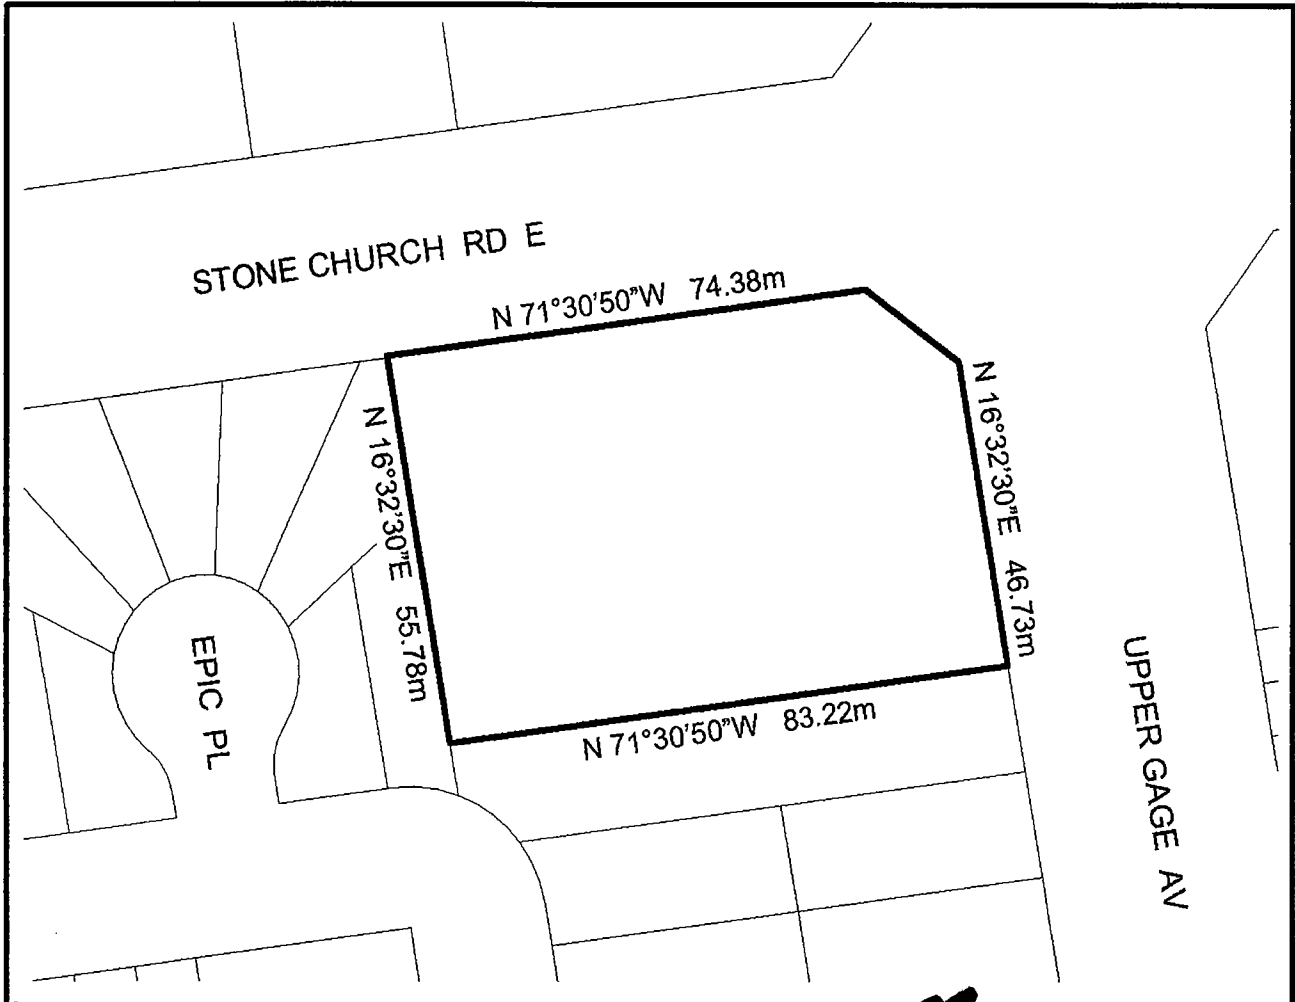 STONE CHURCH RD E
N 71°30'50"W 74.38m
N 16°32'30"E 55.78m
N 16°32'30"E 46.73m
EPIC PL
N 71°30'50"W 83.22m
UPPER GAGE AV